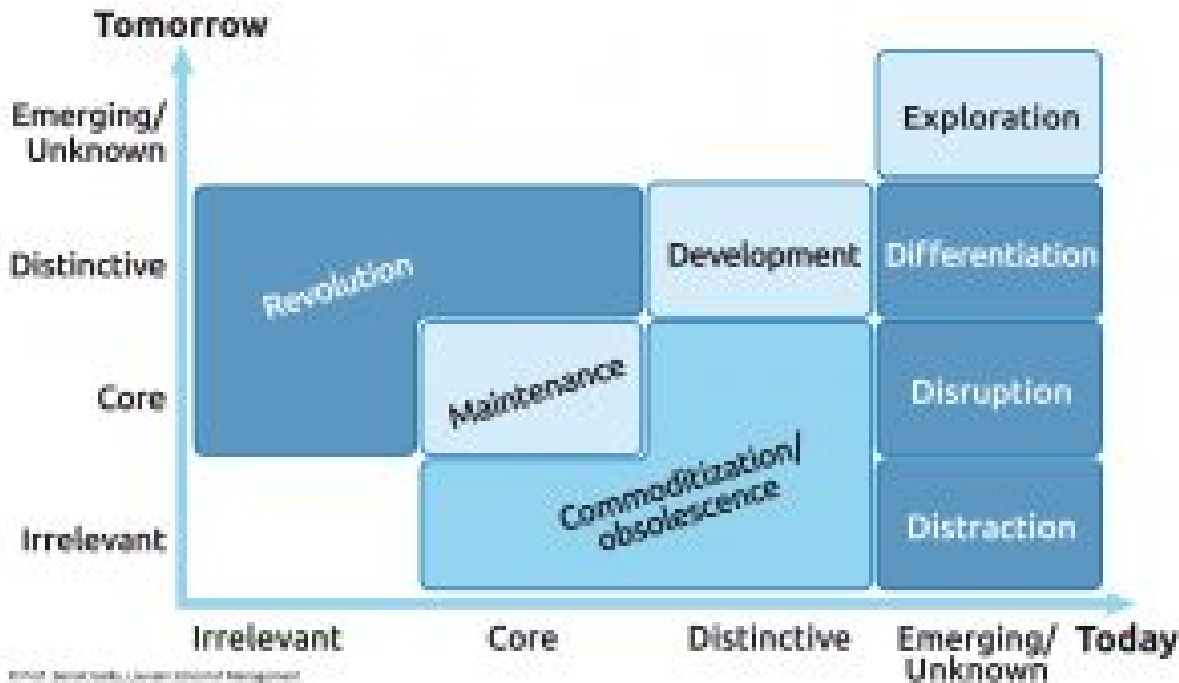 Tomorrow
Emerging/
Unknown
Exploration
Distinctive
Revolution
Development
Differentiation
Core
Maintenance
Disruption
Commoditization/
obsolescence
Irrelevant
Distraction
Irrelevant
Core
Distinctive
Emerging/
Unknown
Today
Management